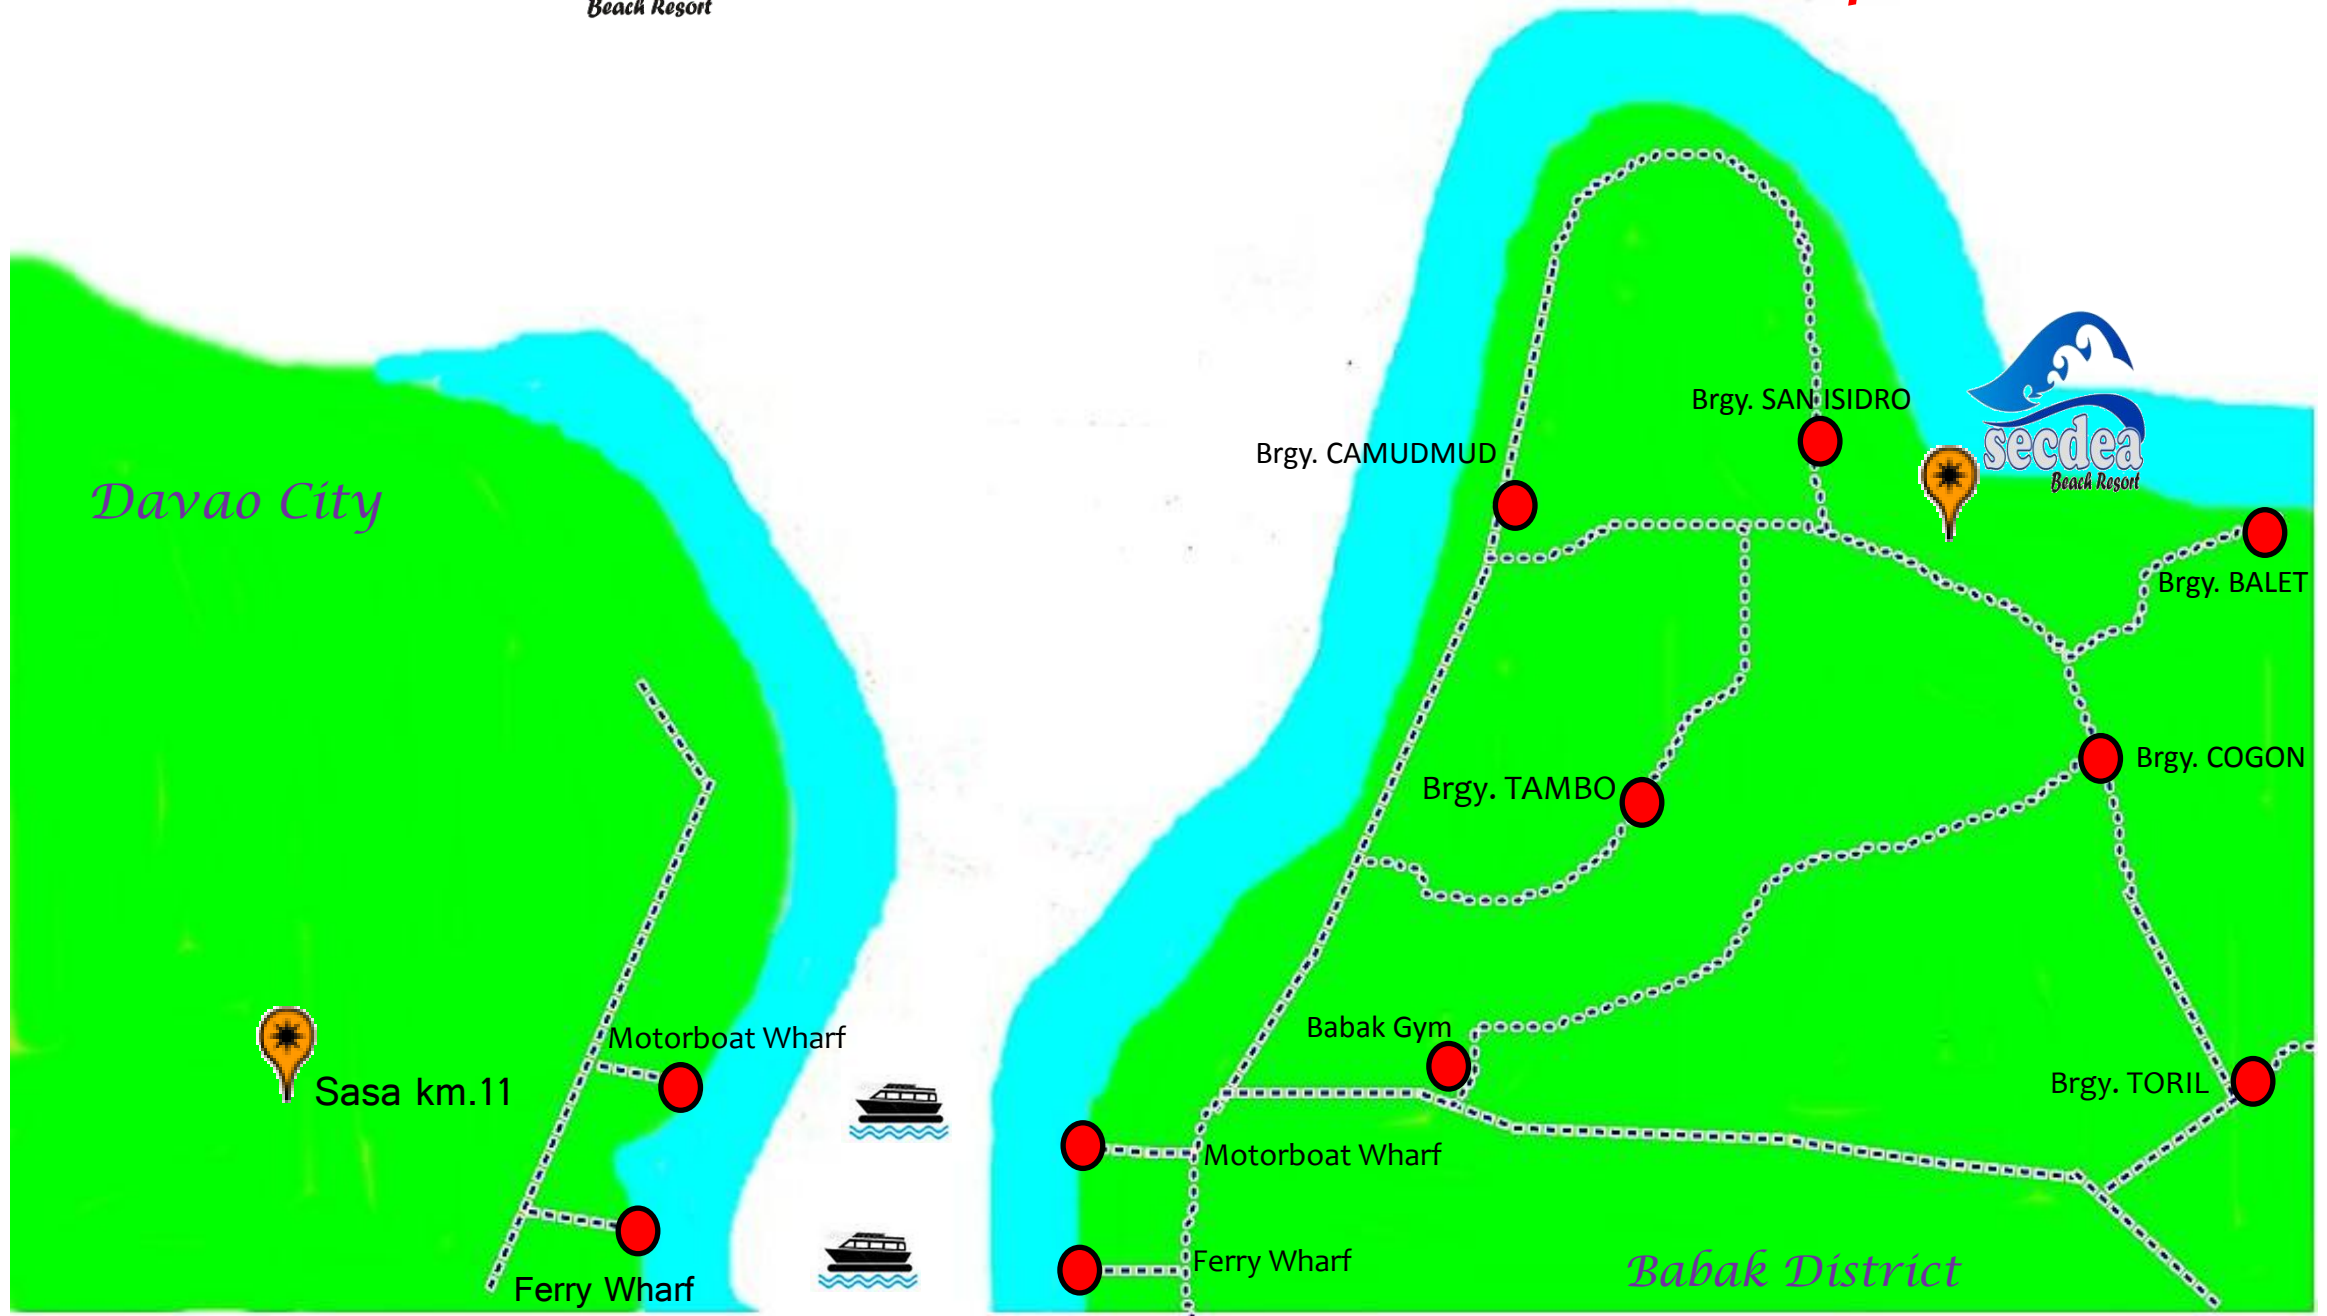 Beach Resort
Brgy. SAN ISIDRO
Brgy. CAMUDMUD
secdea
Beach Resort
Davao City
Brgy. BALET
Brgy. COGON
Brgy. TAMBO
Babak Gym
Motorboat Wharf
Sasa km.11
Brgy. TORIL
Motorboat Wharf
Ferry Wharf
Ferry Wharf
Babak District